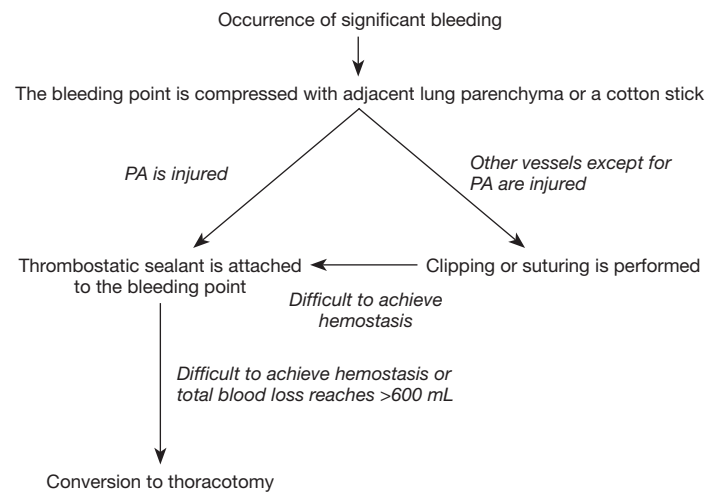 Occurrence of significant bleeding
The bleeding point is compressed with adjacent lung parenchyma or a cotton stick
PA is injured
Other vessels except for
PA are injured
Thrombostatic sealant is attached
to the bleeding point
Clipping or suturing is performed
Difficult to achieve
hemostasis
Difficult to achieve hemostasis or
total blood loss reaches >600 mL
Conversion to thoracotomy